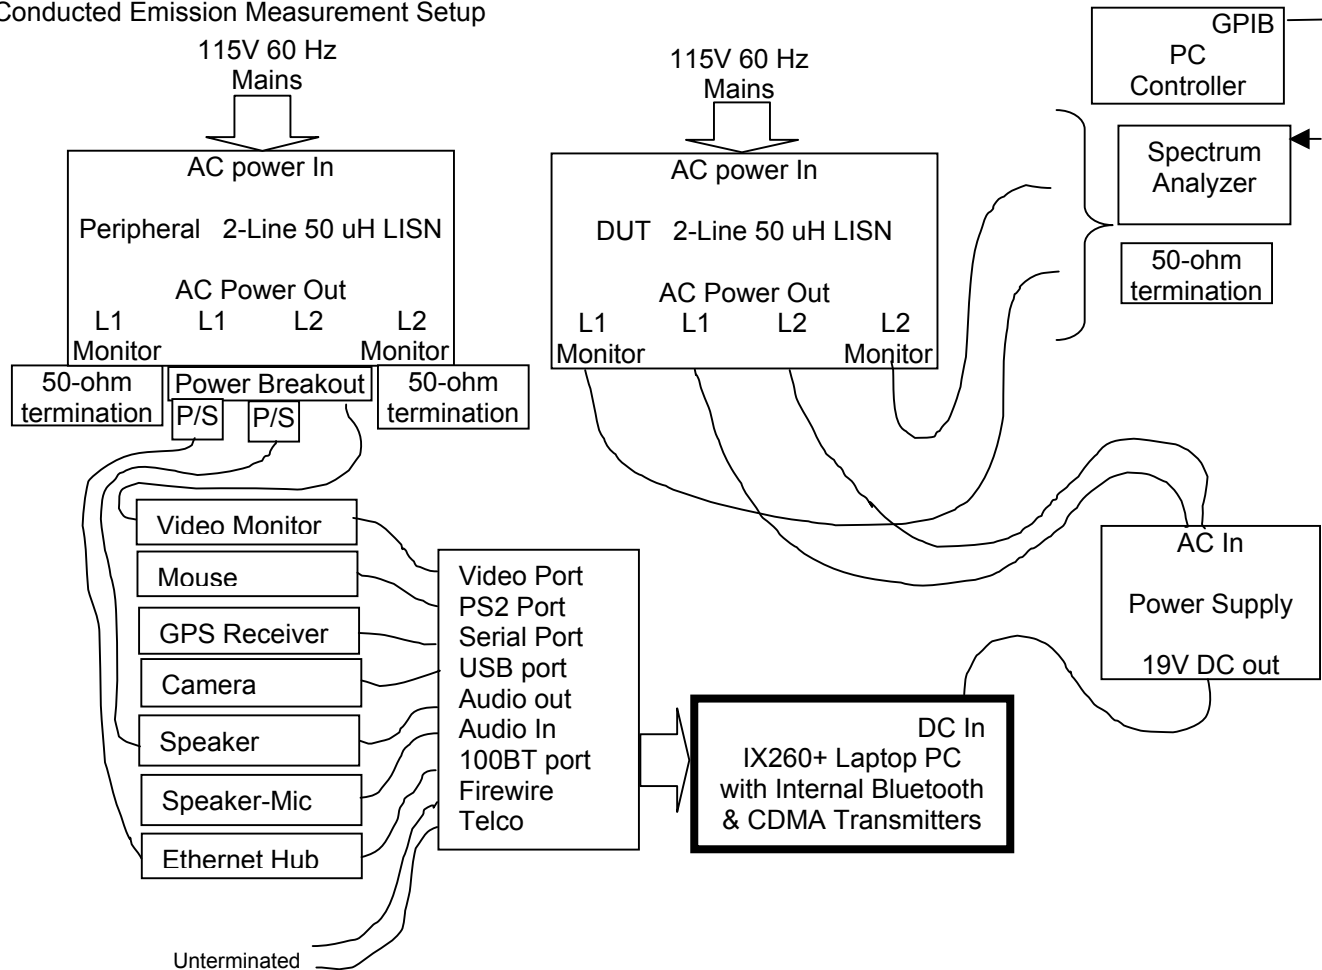 Conducted Emission Measurement Setup
115V 60 Hz
Mains
AC power In
Peripheral 2-Line 50 uH LISN
AC Power Out
L1 L1 L2 L2
Monitor Monitor
50-ohm
termination
Power Breakout
50-ohm
termination
P/S P/S
115V 60 Hz
Mains
AC power In
DUT 2-Line 50 uH LISN
AC Power Out
L1 L1 L2 L2
Monitor Monitor
GPIB
PC
Controller
Spectrum
Analyzer
50-ohm
termination
AC In
Power Supply
19V DC out
Video Monitor
Mouse
GPS Receiver
Camera
Speaker
Speaker-Mic
Ethernet Hub
Unterminated
Video Port
PS2 Port
Serial Port
USB port
Audio out
Audio In
100BT port
Firewire
Telco
DC In
IX260+ Laptop PC
with Internal Bluetooth
& CDMA Transmitters